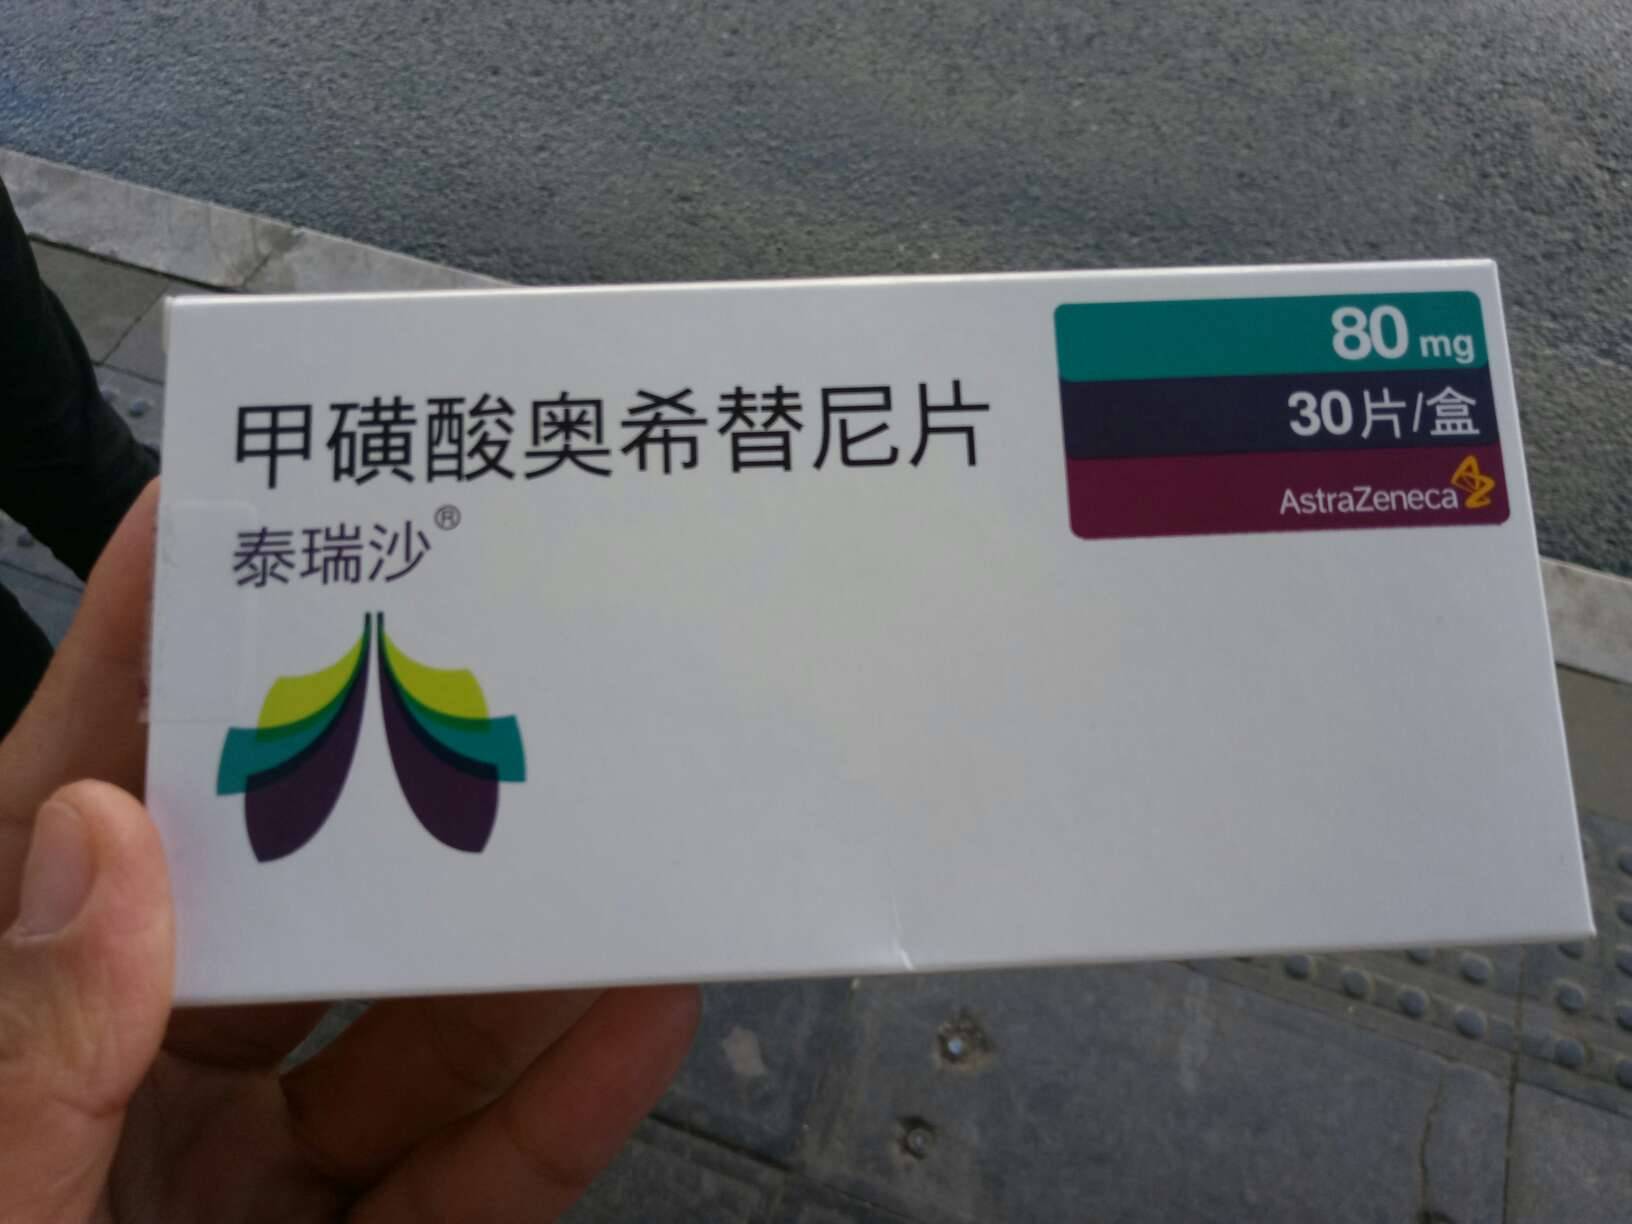 甲磺酸奥希替尼片
泰瑞沙®
80 mg
30片/盒
AstraZeneca